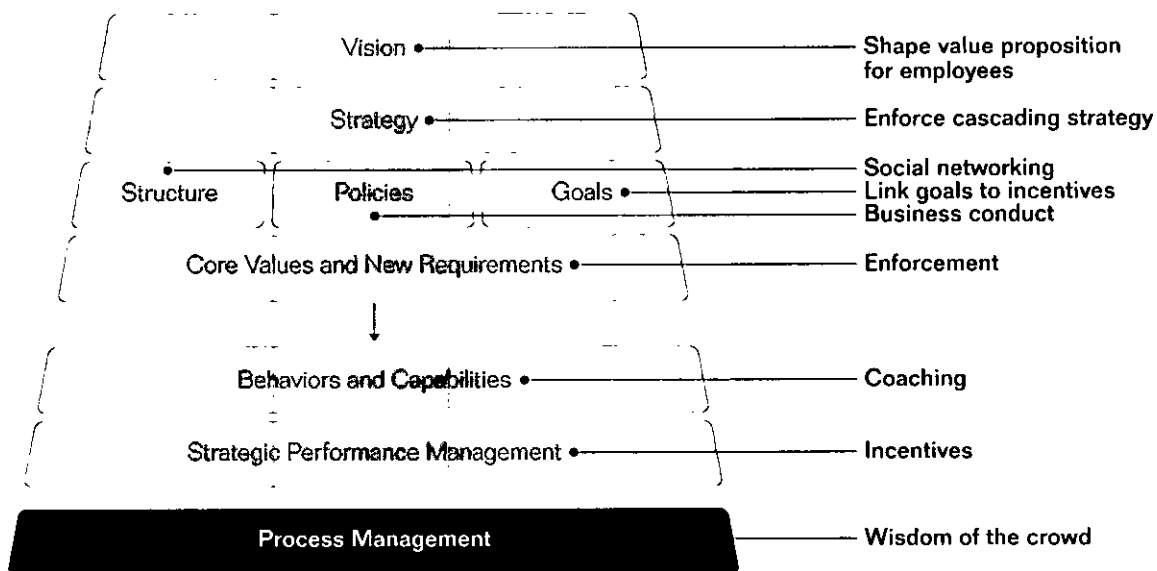 Vision
Shape value proposition
for employees
Strategy
Enforce cascading strategy
Social networking
Structure
Policies
Goals
Link goals to incentives
Business conduct
Core Values and New Requirements
Enforcement
Behaviors and Capabilities
Coaching
Strategic Performance Management
Incentives
Process Management
Wisdom of the crowd